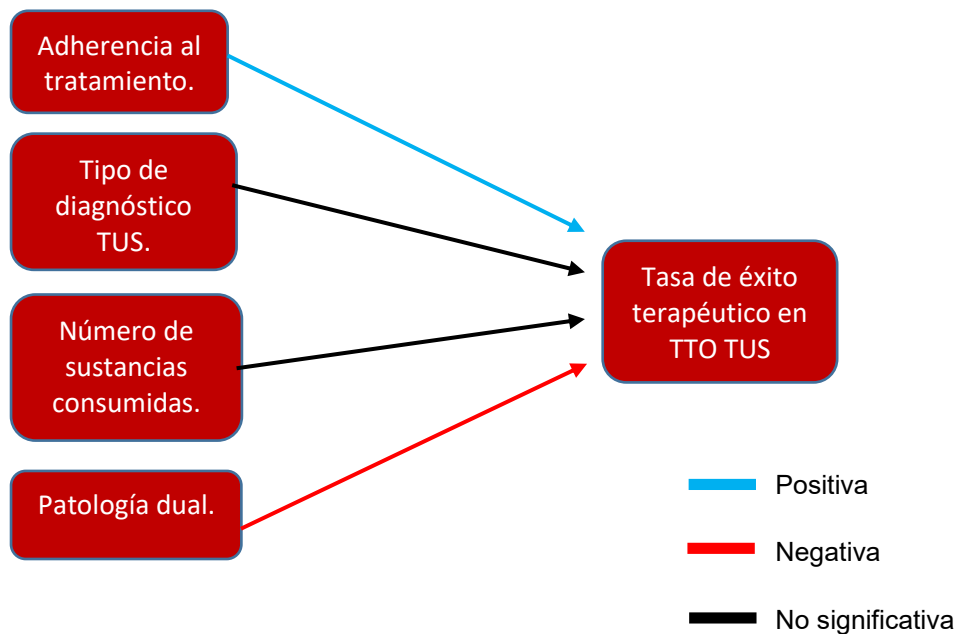 Adherencia al
tratamiento.
Tipo de
diagnóstico
TUS.
Número de
sustancias
consumidas.
Patología dual.
Tasa de éxito
terapéutico en
TTO TUS
Positiva
Negativa
No significativa